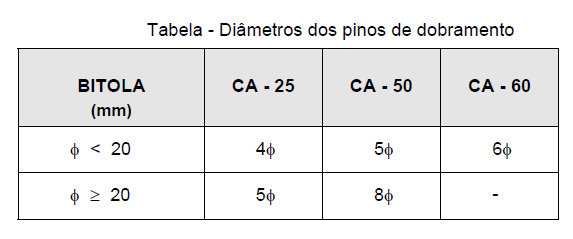 Tabela - Diâmetros dos pinos de dobramento
BITOLA (mm) CA - 25 CA - 50 CA - 60
ϕ < 20 4ϕ 5ϕ 6ϕ
ϕ ≥ 20 5ϕ 8ϕ -